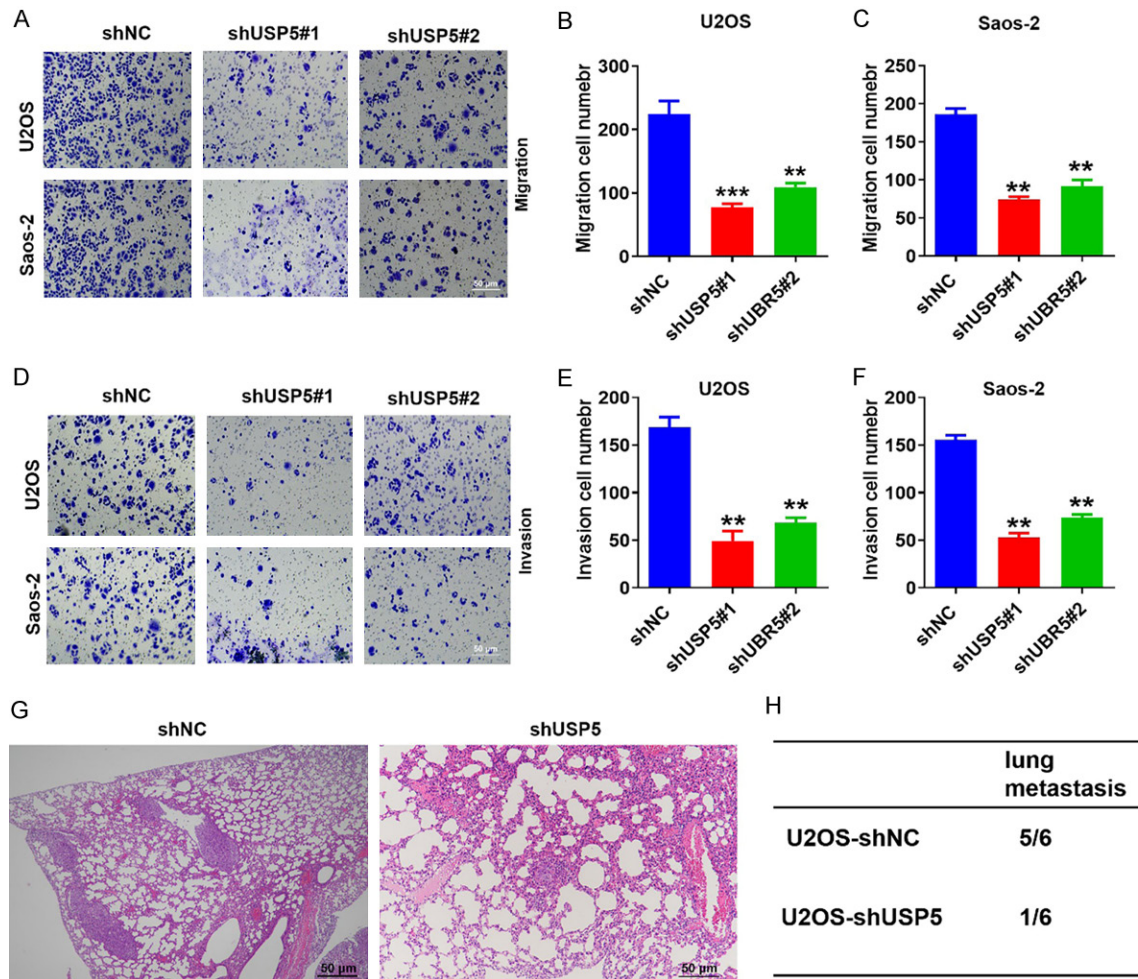 A
shNC shUSP5#1 shUSP5#2
U2OS
Saos-2
Migration
50 µm
B
U2OS
Migration cell numebr
300
200
100
0
*** **
shNC shUSP5#1 shUBR5#2
C
Saos-2
Migration cell numebr
250
200
150
100
50
0
** **
shNC shUSP5#1 shUBR5#2
D
shNC shUSP5#1 shUSP5#2
U2OS
Saos-2
Invasion
50 µm
E
U2OS
Invasion cell numebr
200
150
100
50
0
** **
shNC shUSP5#1 shUBR5#2
F
Saos-2
Invasion cell numebr
200
150
100
50
0
** **
shNC shUSP5#1 shUBR5#2
G
shNC shUSP5
50 µm 50 µm
H
lung
metastasis
U2OS-shNC 5/6
U2OS-shUSP5 1/6